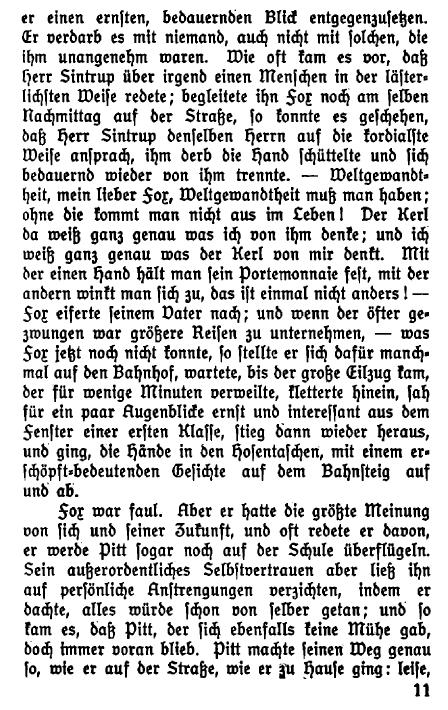 er einen ernſten, bedauernden Blick entgegenzuſetzen.
Er verdarb es mit niemand, auch nicht mit ſolchen, die
ihm unangenehm waren. Wie oft kam es vor, daß
Herr Sintrup über irgend einen Menſchen in der läſter-
lichſten Weiſe redete; begleitete ihn Fox noch am ſelben
Nachmittag auf der Straße, ſo konnte es geſchehen,
daß Herr Sintrup denſelben Herrn auf die kordialſte
Weiſe anſprach, ihm derb die Hand ſchüttelte und ſich
bedauernd wieder von ihm trennte. — Weltgewandt-
heit, mein lieber Fox, Weltgewandtheit muß man haben;
ohne die kommt man nicht aus im Leben! Der Kerl
da weiß ganz genau was ich von ihm denke; und ich
weiß ganz genau was der Kerl von mir denkt. Mit
der einen Hand hält man ſein Portemonnaie feſt, mit der
andern winkt man ſich zu, das iſt einmal nicht anders! —
Fox eiferte ſeinem Vater nach; und wenn der öfter ge-
zwungen war größere Reiſen zu unternehmen, — was
Fox jetzt noch nicht konnte, ſo ſtellte er ſich dafür manch-
mal auf den Bahnhof, wartete, bis der große Eilzug kam,
der für wenige Minuten verweilte, kletterte hinein, ſah
für ein paar Augenblicke ernſt und intereſſant aus dem
Fenſter einer erſten Klaſſe, ſtieg dann wieder heraus,
und ging, die Hände in den Hoſentaſchen, mit einem er-
ſchöpft-bedeutenden Geſichte auf dem Bahnſteig auf
und ab.
Fox war faul. Aber er hatte die größte Meinung
von ſich und ſeiner Zukunft, und oft redete er davon,
er werde Pitt ſogar noch auf der Schule überflügeln.
Sein außerordentliches Selbſtvertrauen aber ließ ihn
auf perſönliche Anſtrengungen verzichten, indem er
dachte, alles würde ſchon von ſelber getan; und ſo
kam es, daß Pitt, der ſich ebenfalls keine Mühe gab,
doch immer voran blieb. Pitt machte ſeinen Weg genau
ſo, wie er auf der Straße, wie er zu Hauſe ging: leiſe,
11